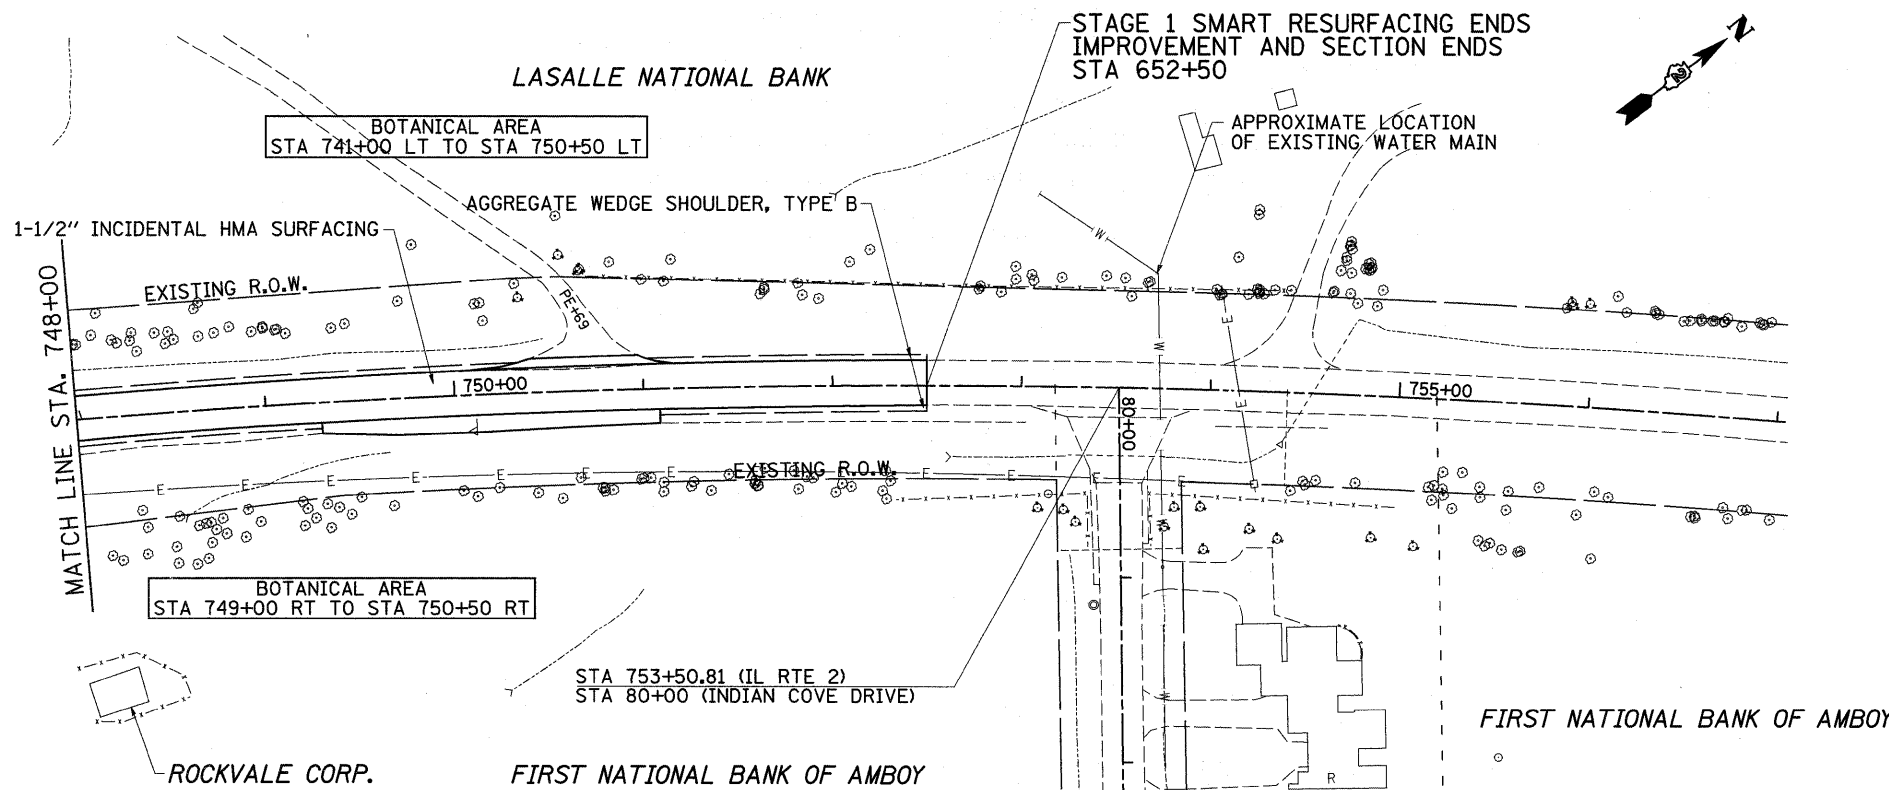 STAGE 1 SMART RESURFACING ENDS
IMPROVEMENT AND SECTION ENDS
STA 652+50
N
2
LASALLE NATIONAL BANK
BOTANICAL AREA
STA 741+00 LT TO STA 750+50 LT
APPROXIMATE LOCATION
OF EXISTING WATER MAIN
AGGREGATE WEDGE SHOULDER, TYPE B
1-1/2" INCIDENTAL HMA SURFACING
W
EXISTING R.O.W.
PE+69
MATCH LINE STA. 748+00
E
W
750+00
755+00
E
80+00
EXISTING R.O.W.
E E E E E E E E E E E E
W
BOTANICAL AREA
STA 749+00 RT TO STA 750+50 RT
STA 753+50.81 (IL RTE 2)
STA 80+00 (INDIAN COVE DRIVE)
W
FIRST NATIONAL BANK OF AMBOY
ROCKVALE CORP.
FIRST NATIONAL BANK OF AMBOY
R